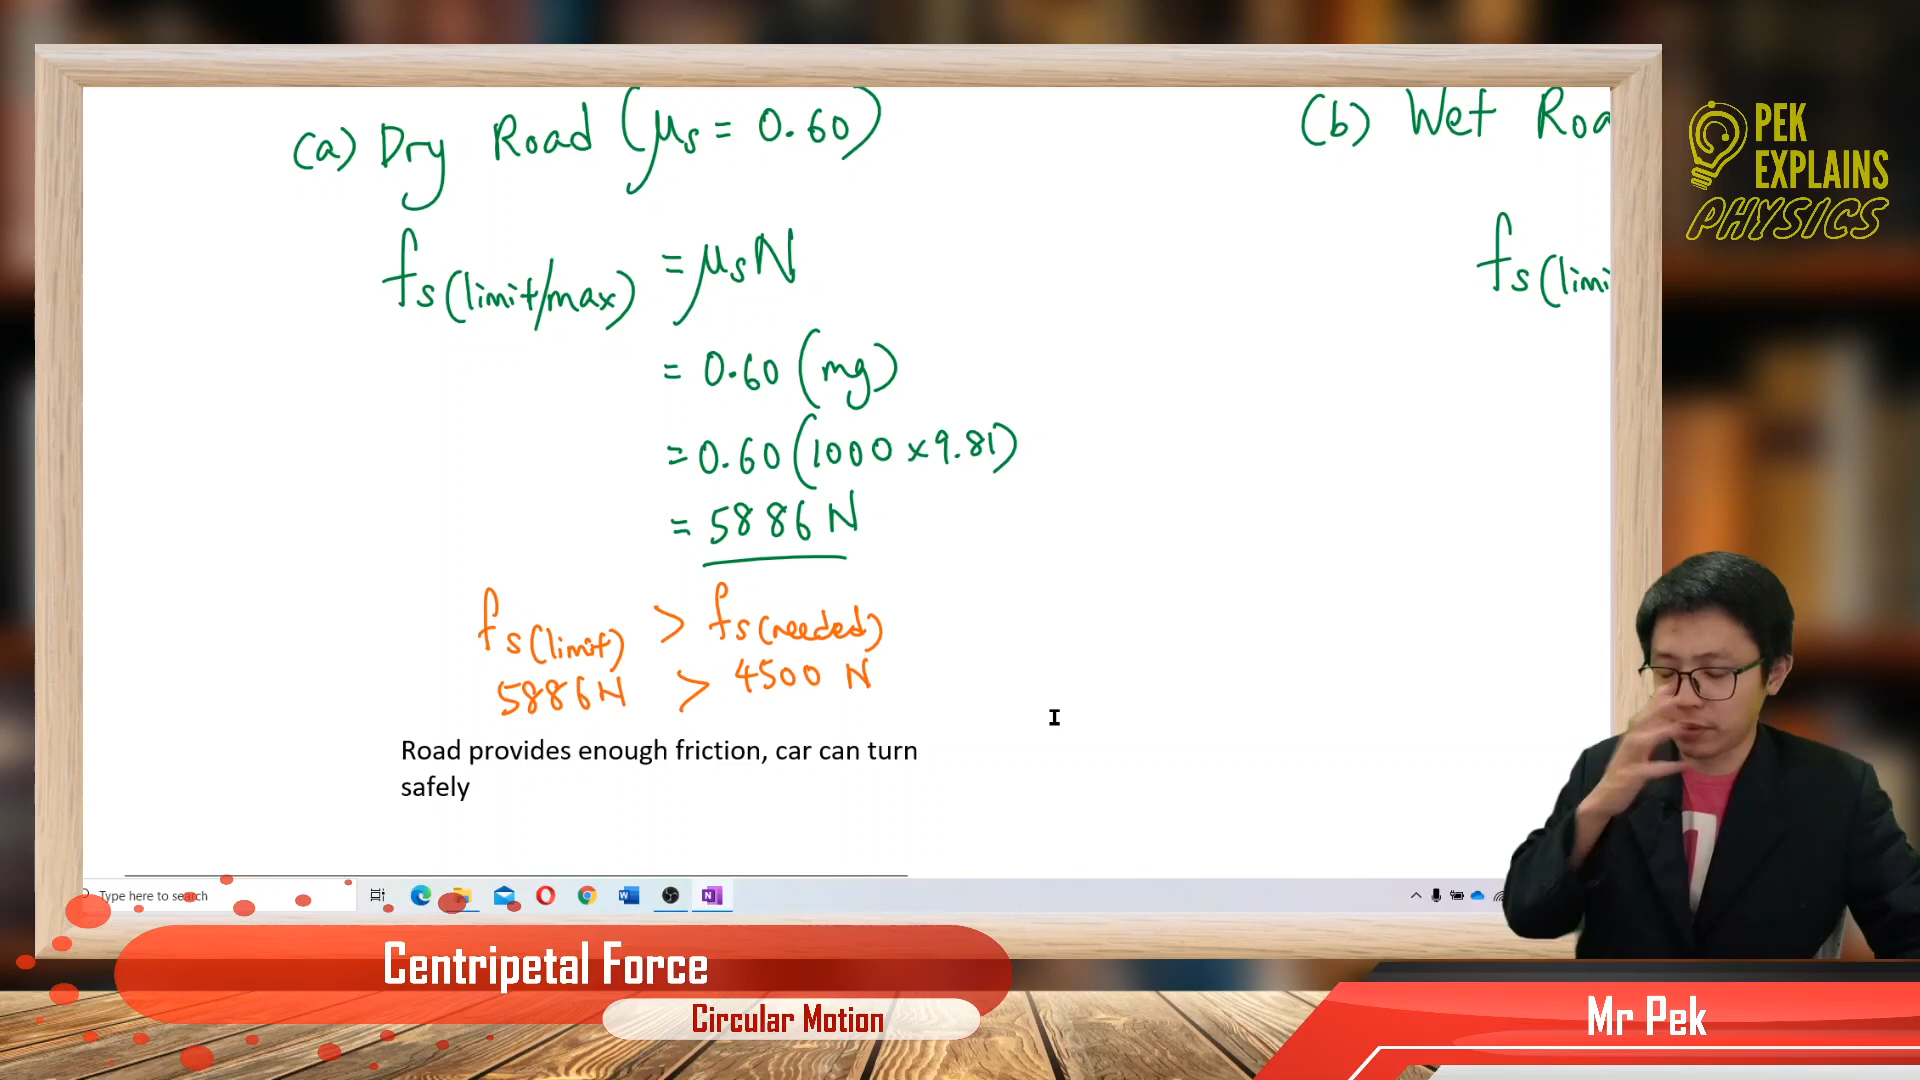 (a) Dry Road (μs = 0.60)
fs(limit/max) = μsN
= 0.60 (mg)
= 0.60 (1000 × 9.81)
= 5886 N
fs(limit) > fs(needed)
5886N > 4500 N
Road provides enough friction, car can turn
safely
(b) Wet Roa
fs(limi
PEK
EXPLAINS
PHYSICS
Type here to search
Centripetal Force
Circular Motion
Mr Pek